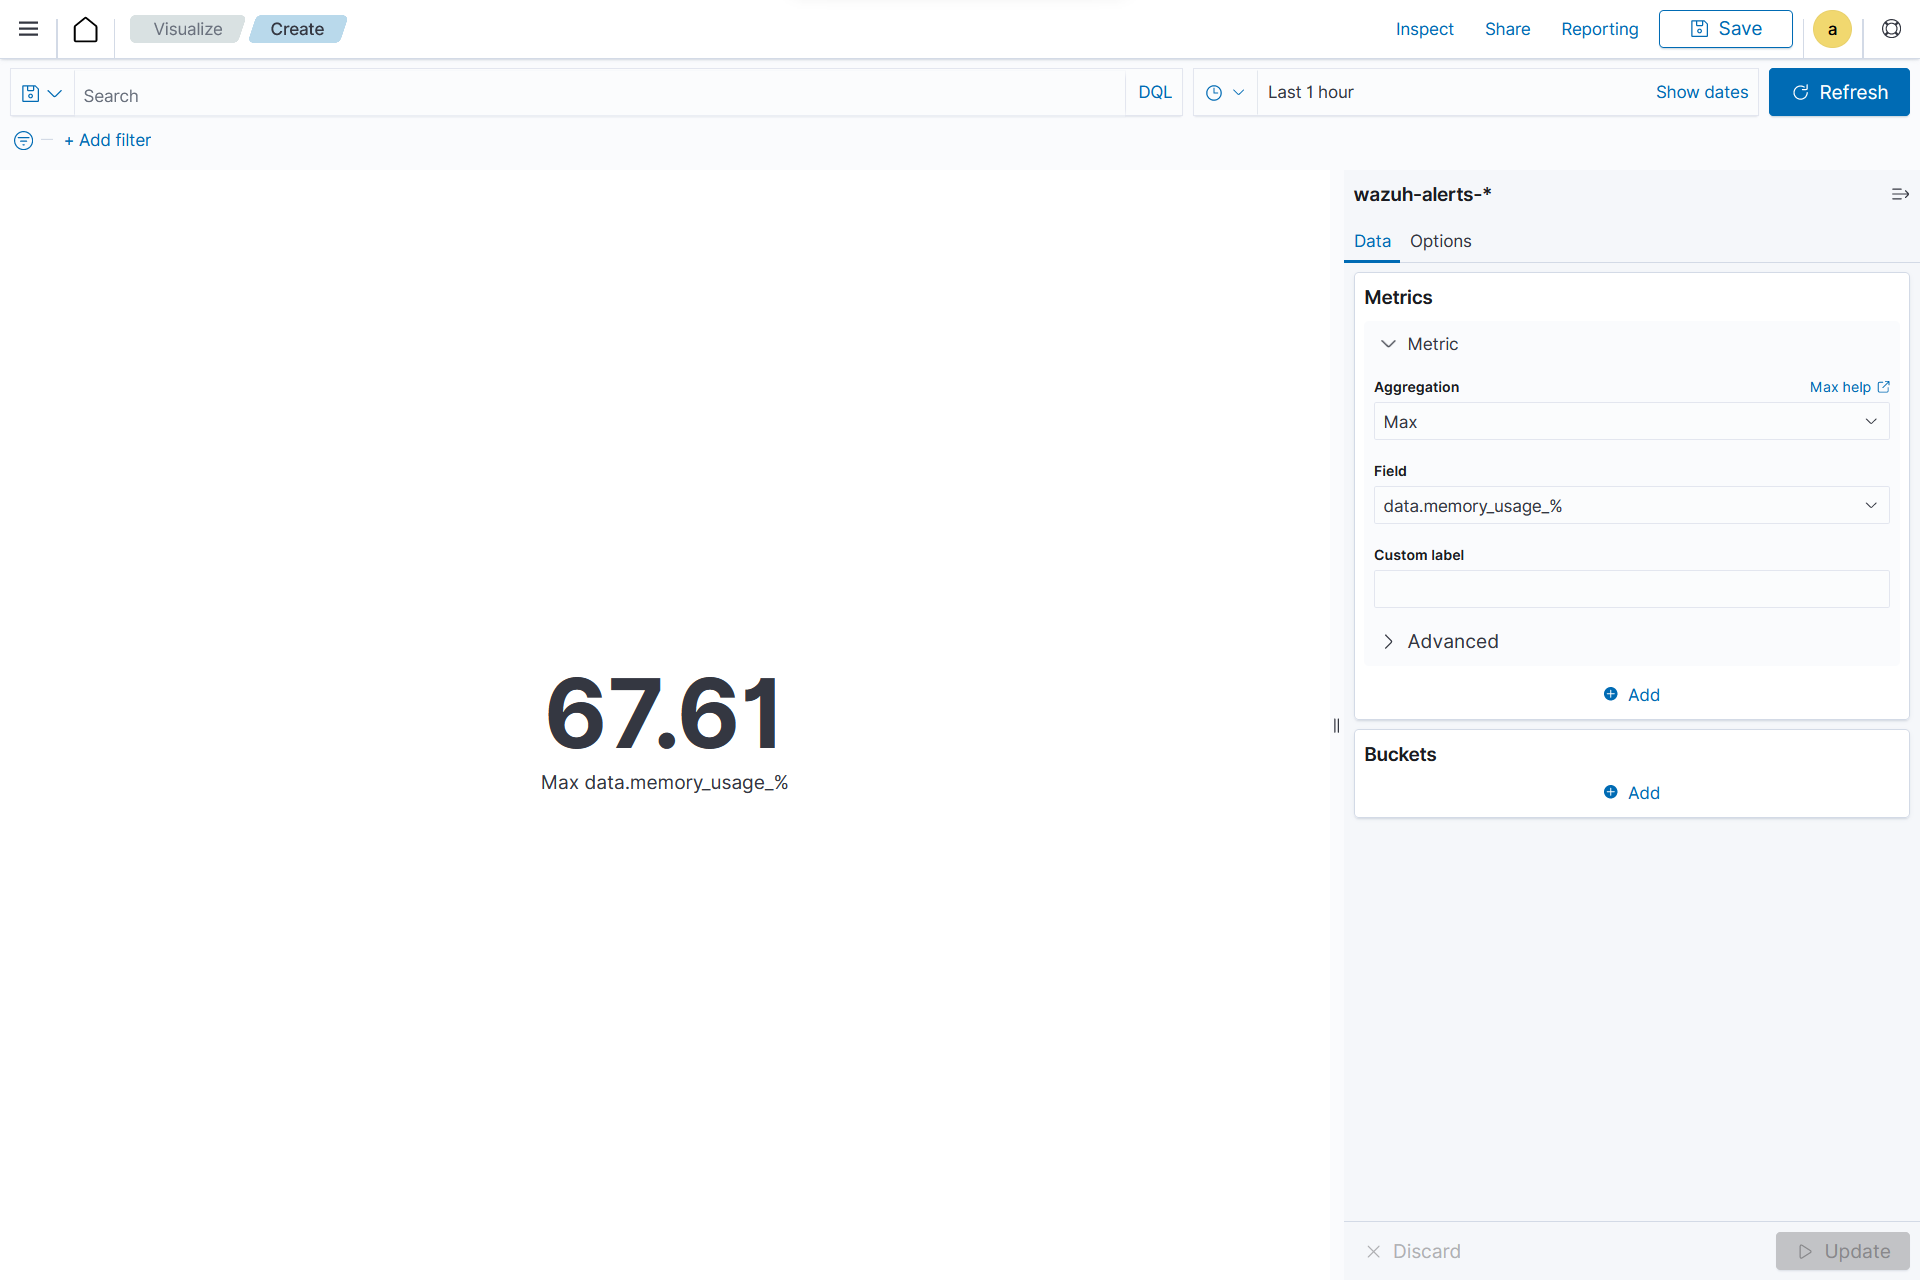 Visualize
Create
Inspect
Share
Reporting
Save
a
Search
DQL
Last 1 hour
Show dates
Refresh
+ Add filter
wazuh-alerts-*
Data
Options
Metrics
Metric
Aggregation
Max help
Max
Field
data.memory_usage_%
Custom label
Advanced
Add
67.61
Max data.memory_usage_%
Buckets
Add
Discard
Update